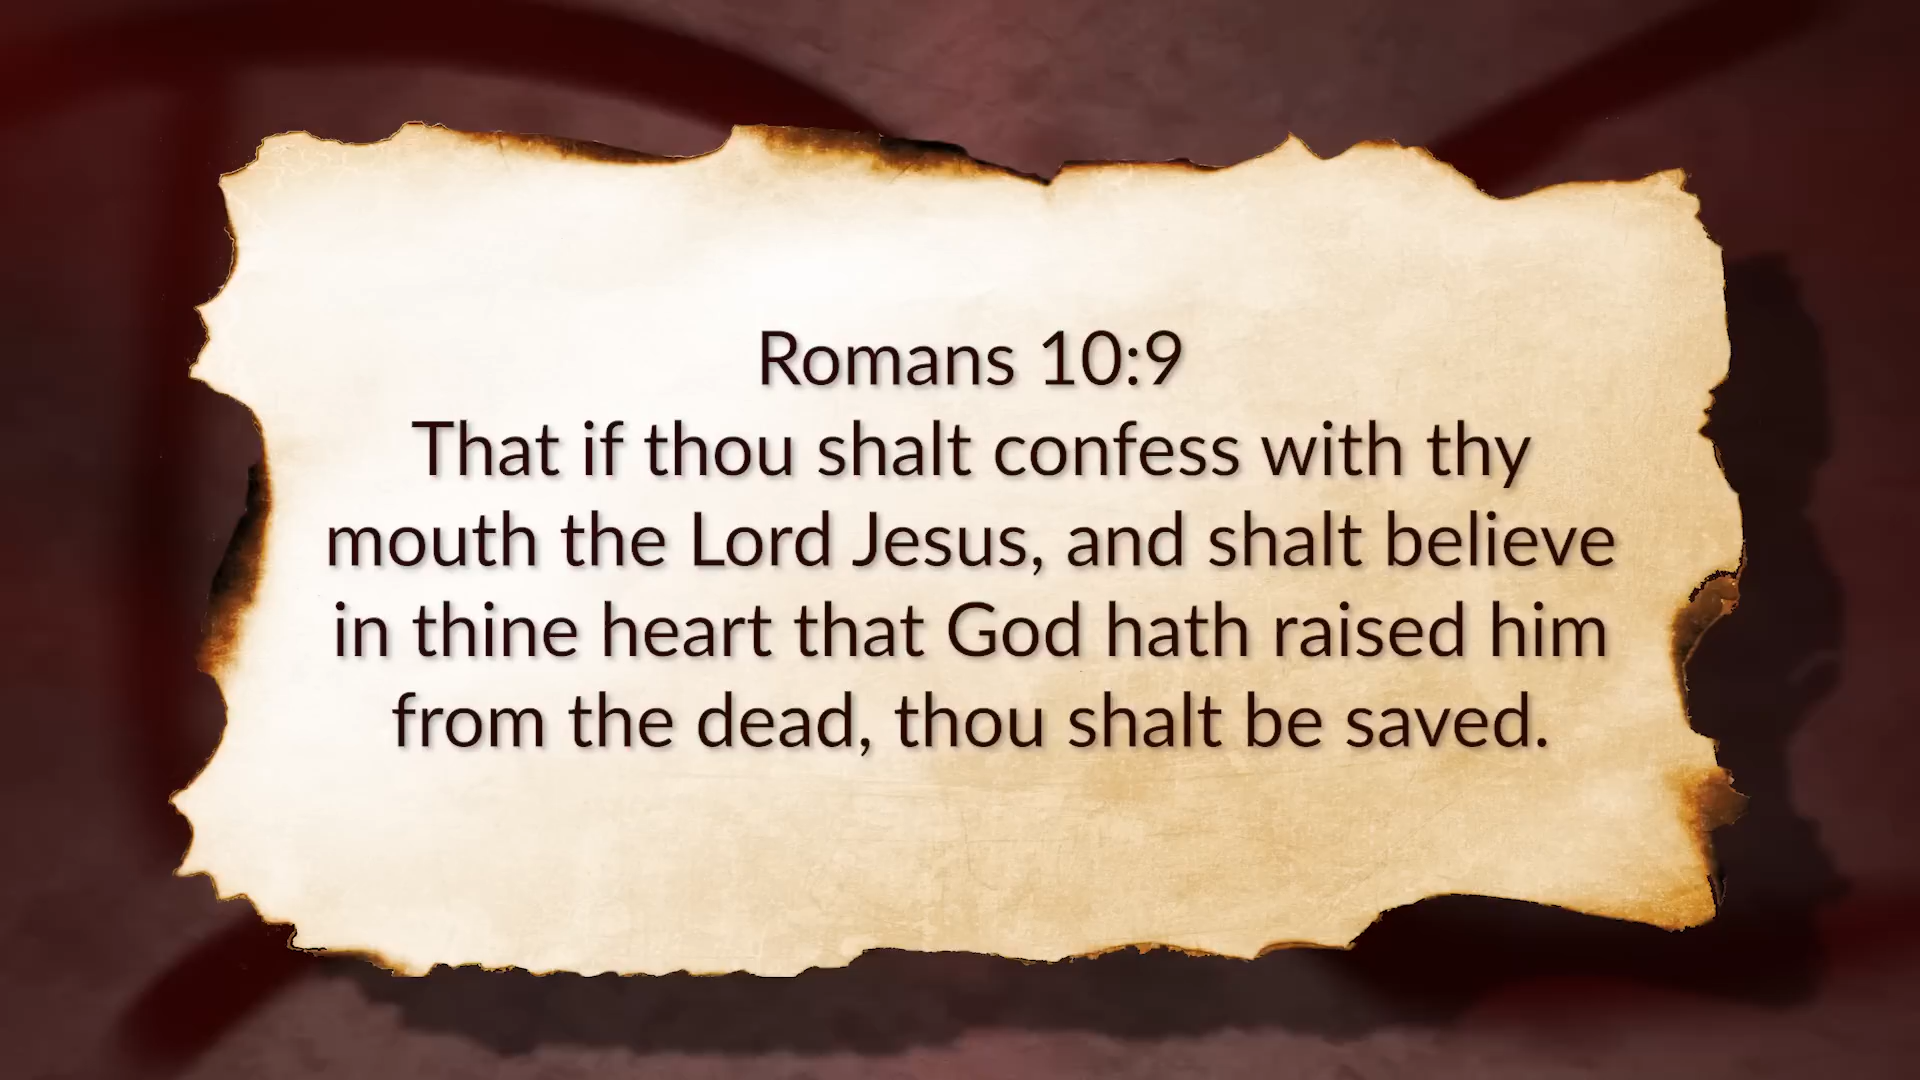 Romans 10:9
That if thou shalt confess with thy
mouth the Lord Jesus, and shalt believe
in thine heart that God hath raised him
from the dead, thou shalt be saved.